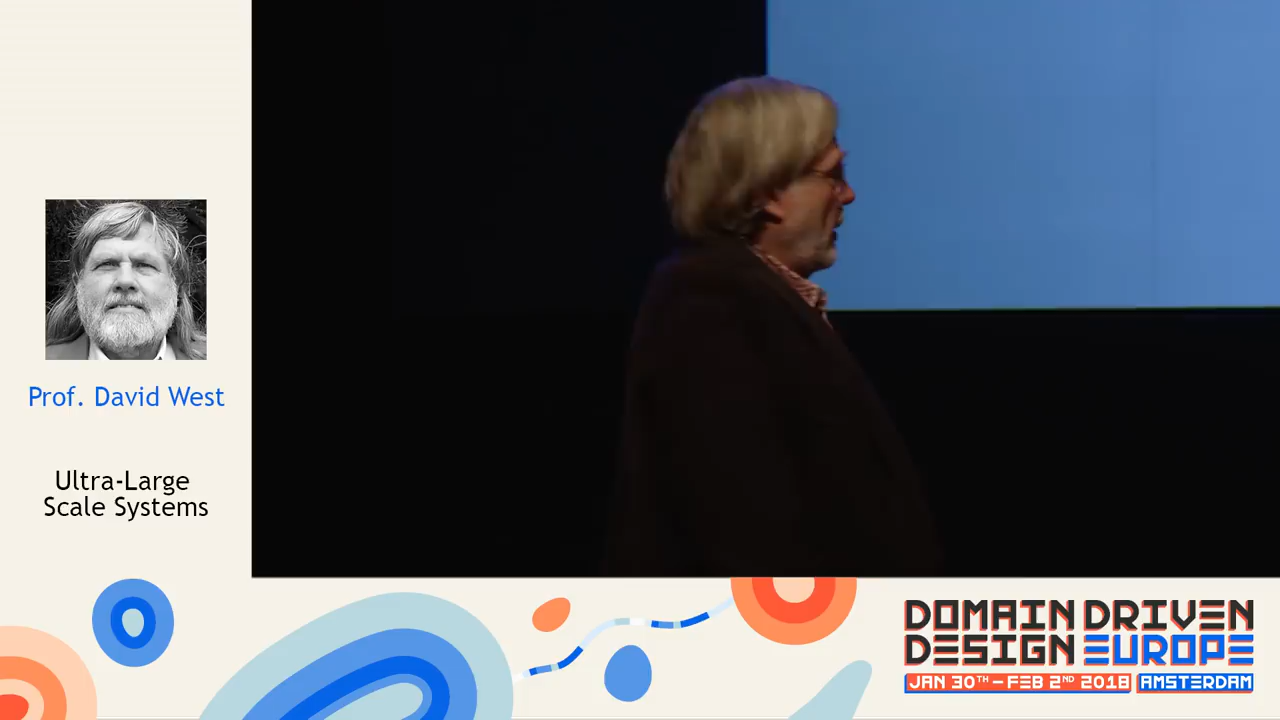 Prof. David West
Ultra-Large
Scale Systems
DOMAIN DRIVEN
DESIGN EUROPE
JAN 30TH - FEB 2ND 2018 AMSTERDAM